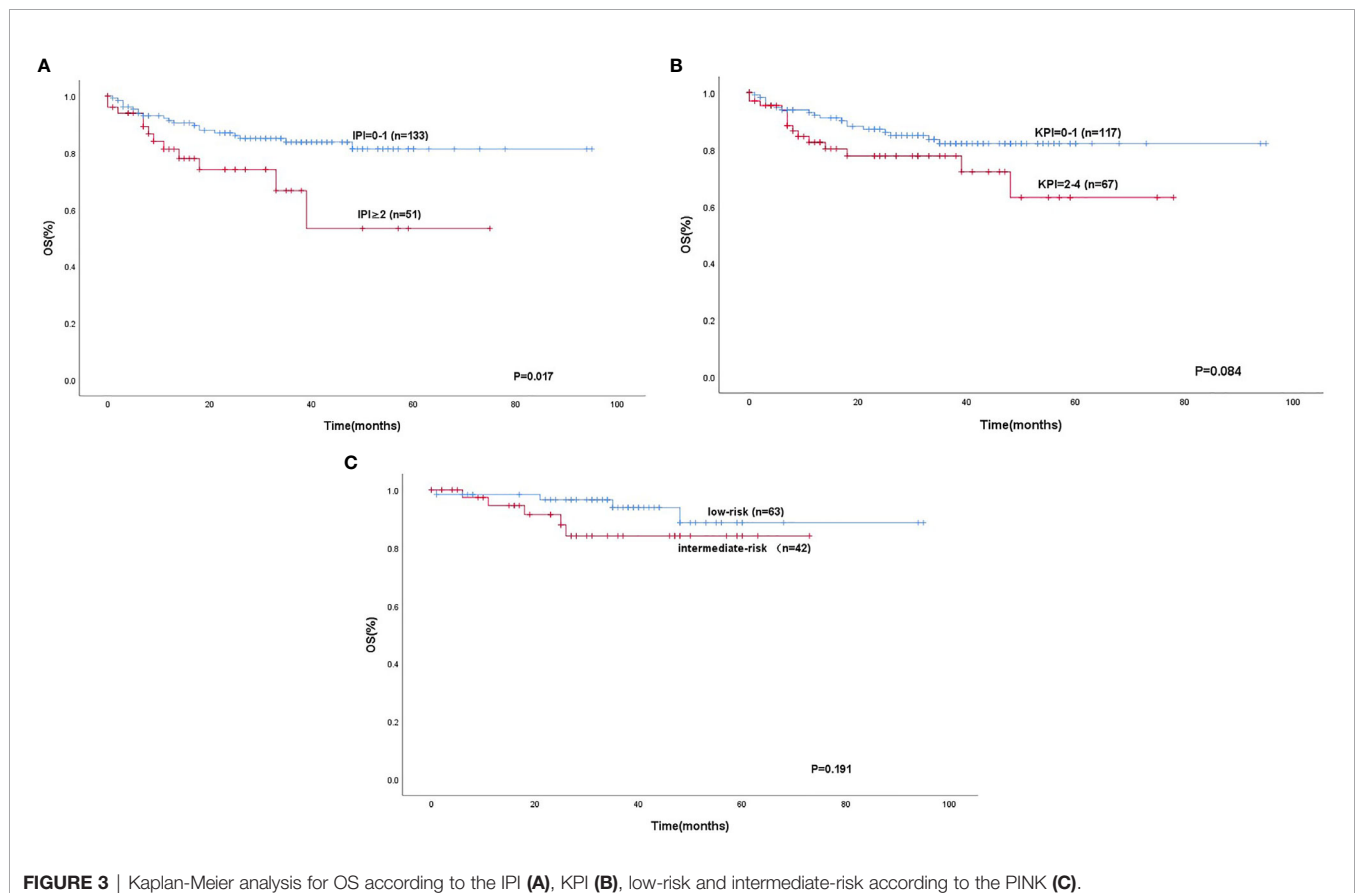 A
1.0
0.8
0.6
0.4
0.2
0.0
OS(%)
IPI=0-1 (n=133)
IPI≥2 (n=51)
P=0.017
0 20 40 60 80 100
Time(months)
B
1.0
0.8
0.6
0.4
0.2
0.0
OS(%)
KPI=0-1 (n=117)
KPI=2-4 (n=67)
P=0.084
0 20 40 60 80 100
Time(months)
C
1.0
0.8
0.6
0.4
0.2
0.0
OS(%)
low-risk (n=63)
intermediate-risk （n=42)
P=0.191
0 20 40 60 80 100
Time(months)
FIGURE 3 | Kaplan-Meier analysis for OS according to the IPI (A), KPI (B), low-risk and intermediate-risk according to the PINK (C).